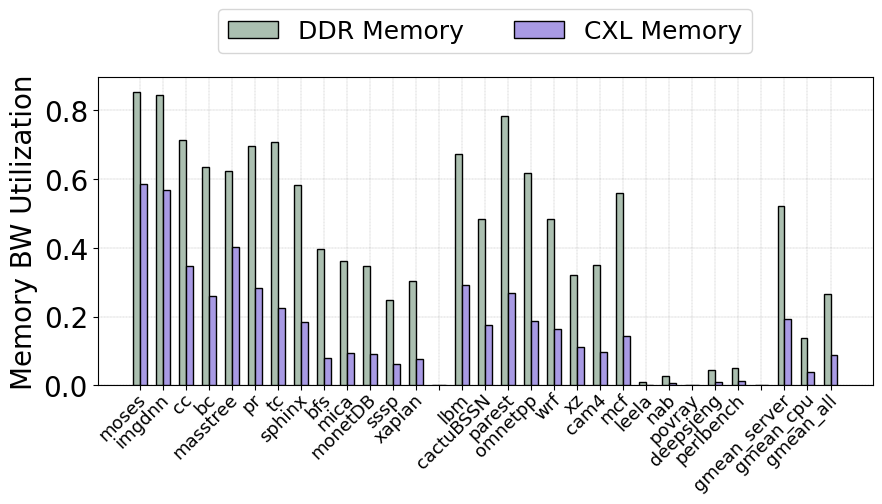 DDR Memory CXL Memory
Memory BW Utilization
0.8
0.6
0.4
0.2
0.0
moses
imgdnn
cc
bc
masstree
pr
tc
sphinx
bfs
mica
monetDB
sssp
xapian
lbm
cactuBSSN
parest
omnetpp
wrf
xz
cam4
mcf
leela
nab
povray
deepsjeng
perlbench
gmean_server
gmean_cpu
gmean_all